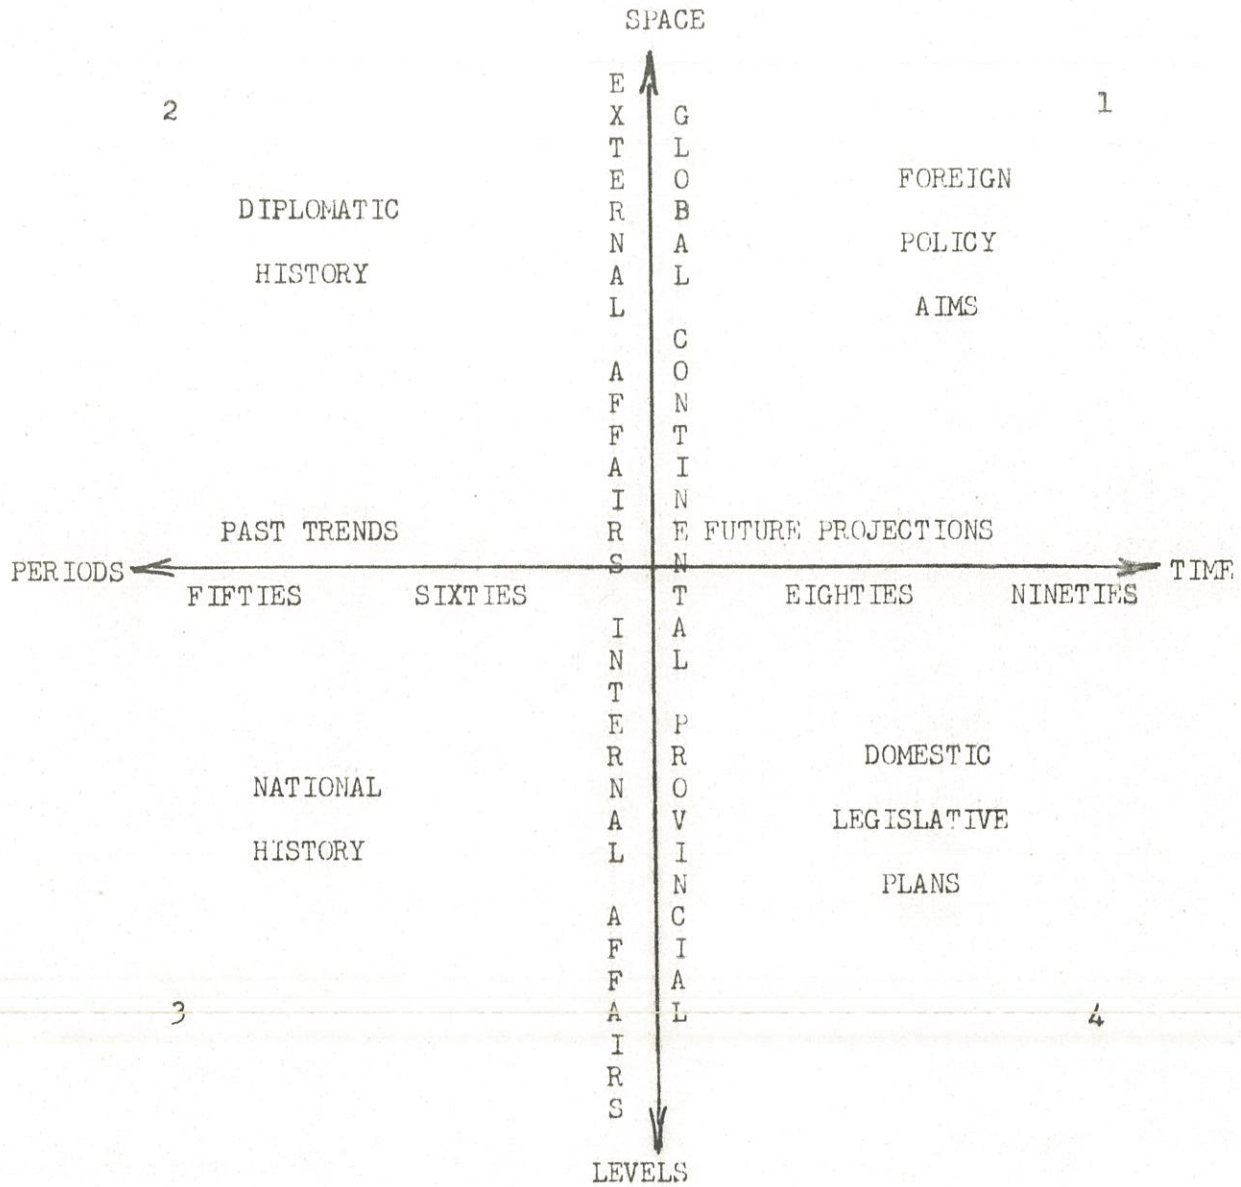 SPACE
2
1
EXTERNAL AFFAIRS INTERNAL AFFAIRS
GLOBAL CONTINENTAL PROVINCIAL
DIPLOMATIC
HISTORY
FOREIGN
POLICY
AIMS
PAST TRENDS
FUTURE PROJECTIONS
PERIODS
TIME
FIFTIES SIXTIES
EIGHTIES NINETIES
NATIONAL
HISTORY
DOMESTIC
LEGISLATIVE
PLANS
3
4
LEVELS